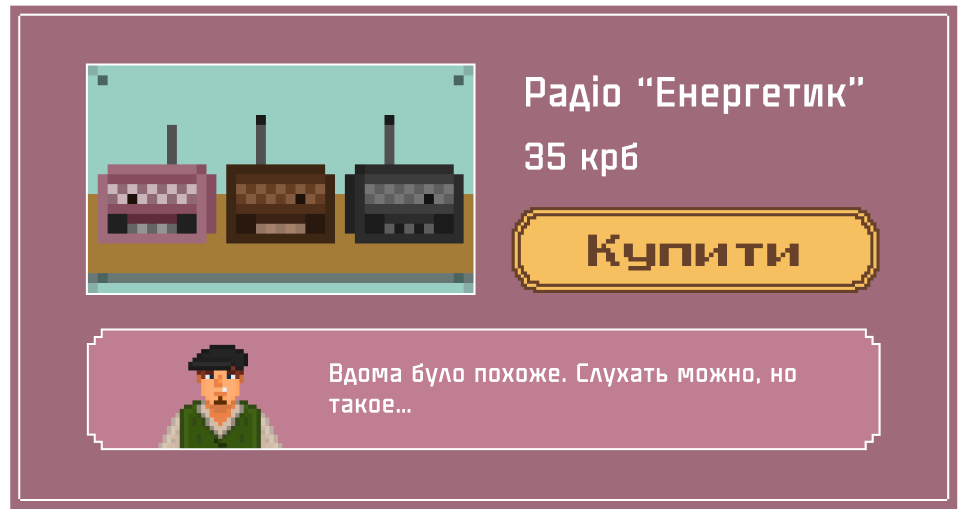 Радіо “Енергетик”
35 крб
Купити
Вдома було похоже. Слухать можно, но
такое...